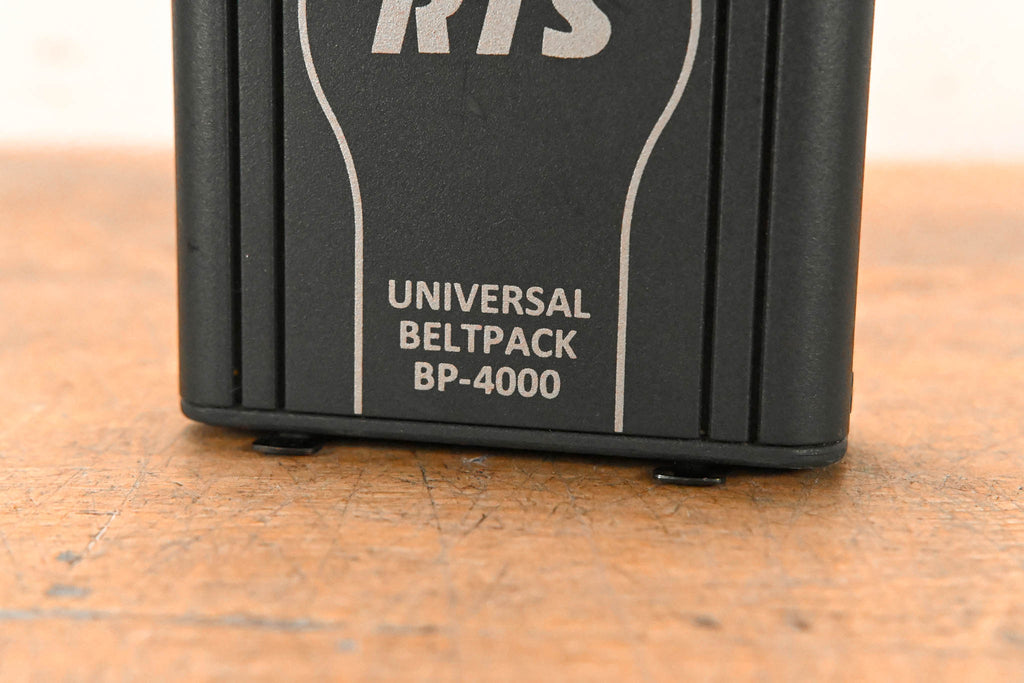 RTS
UNIVERSAL
BELTPACK
BP-4000